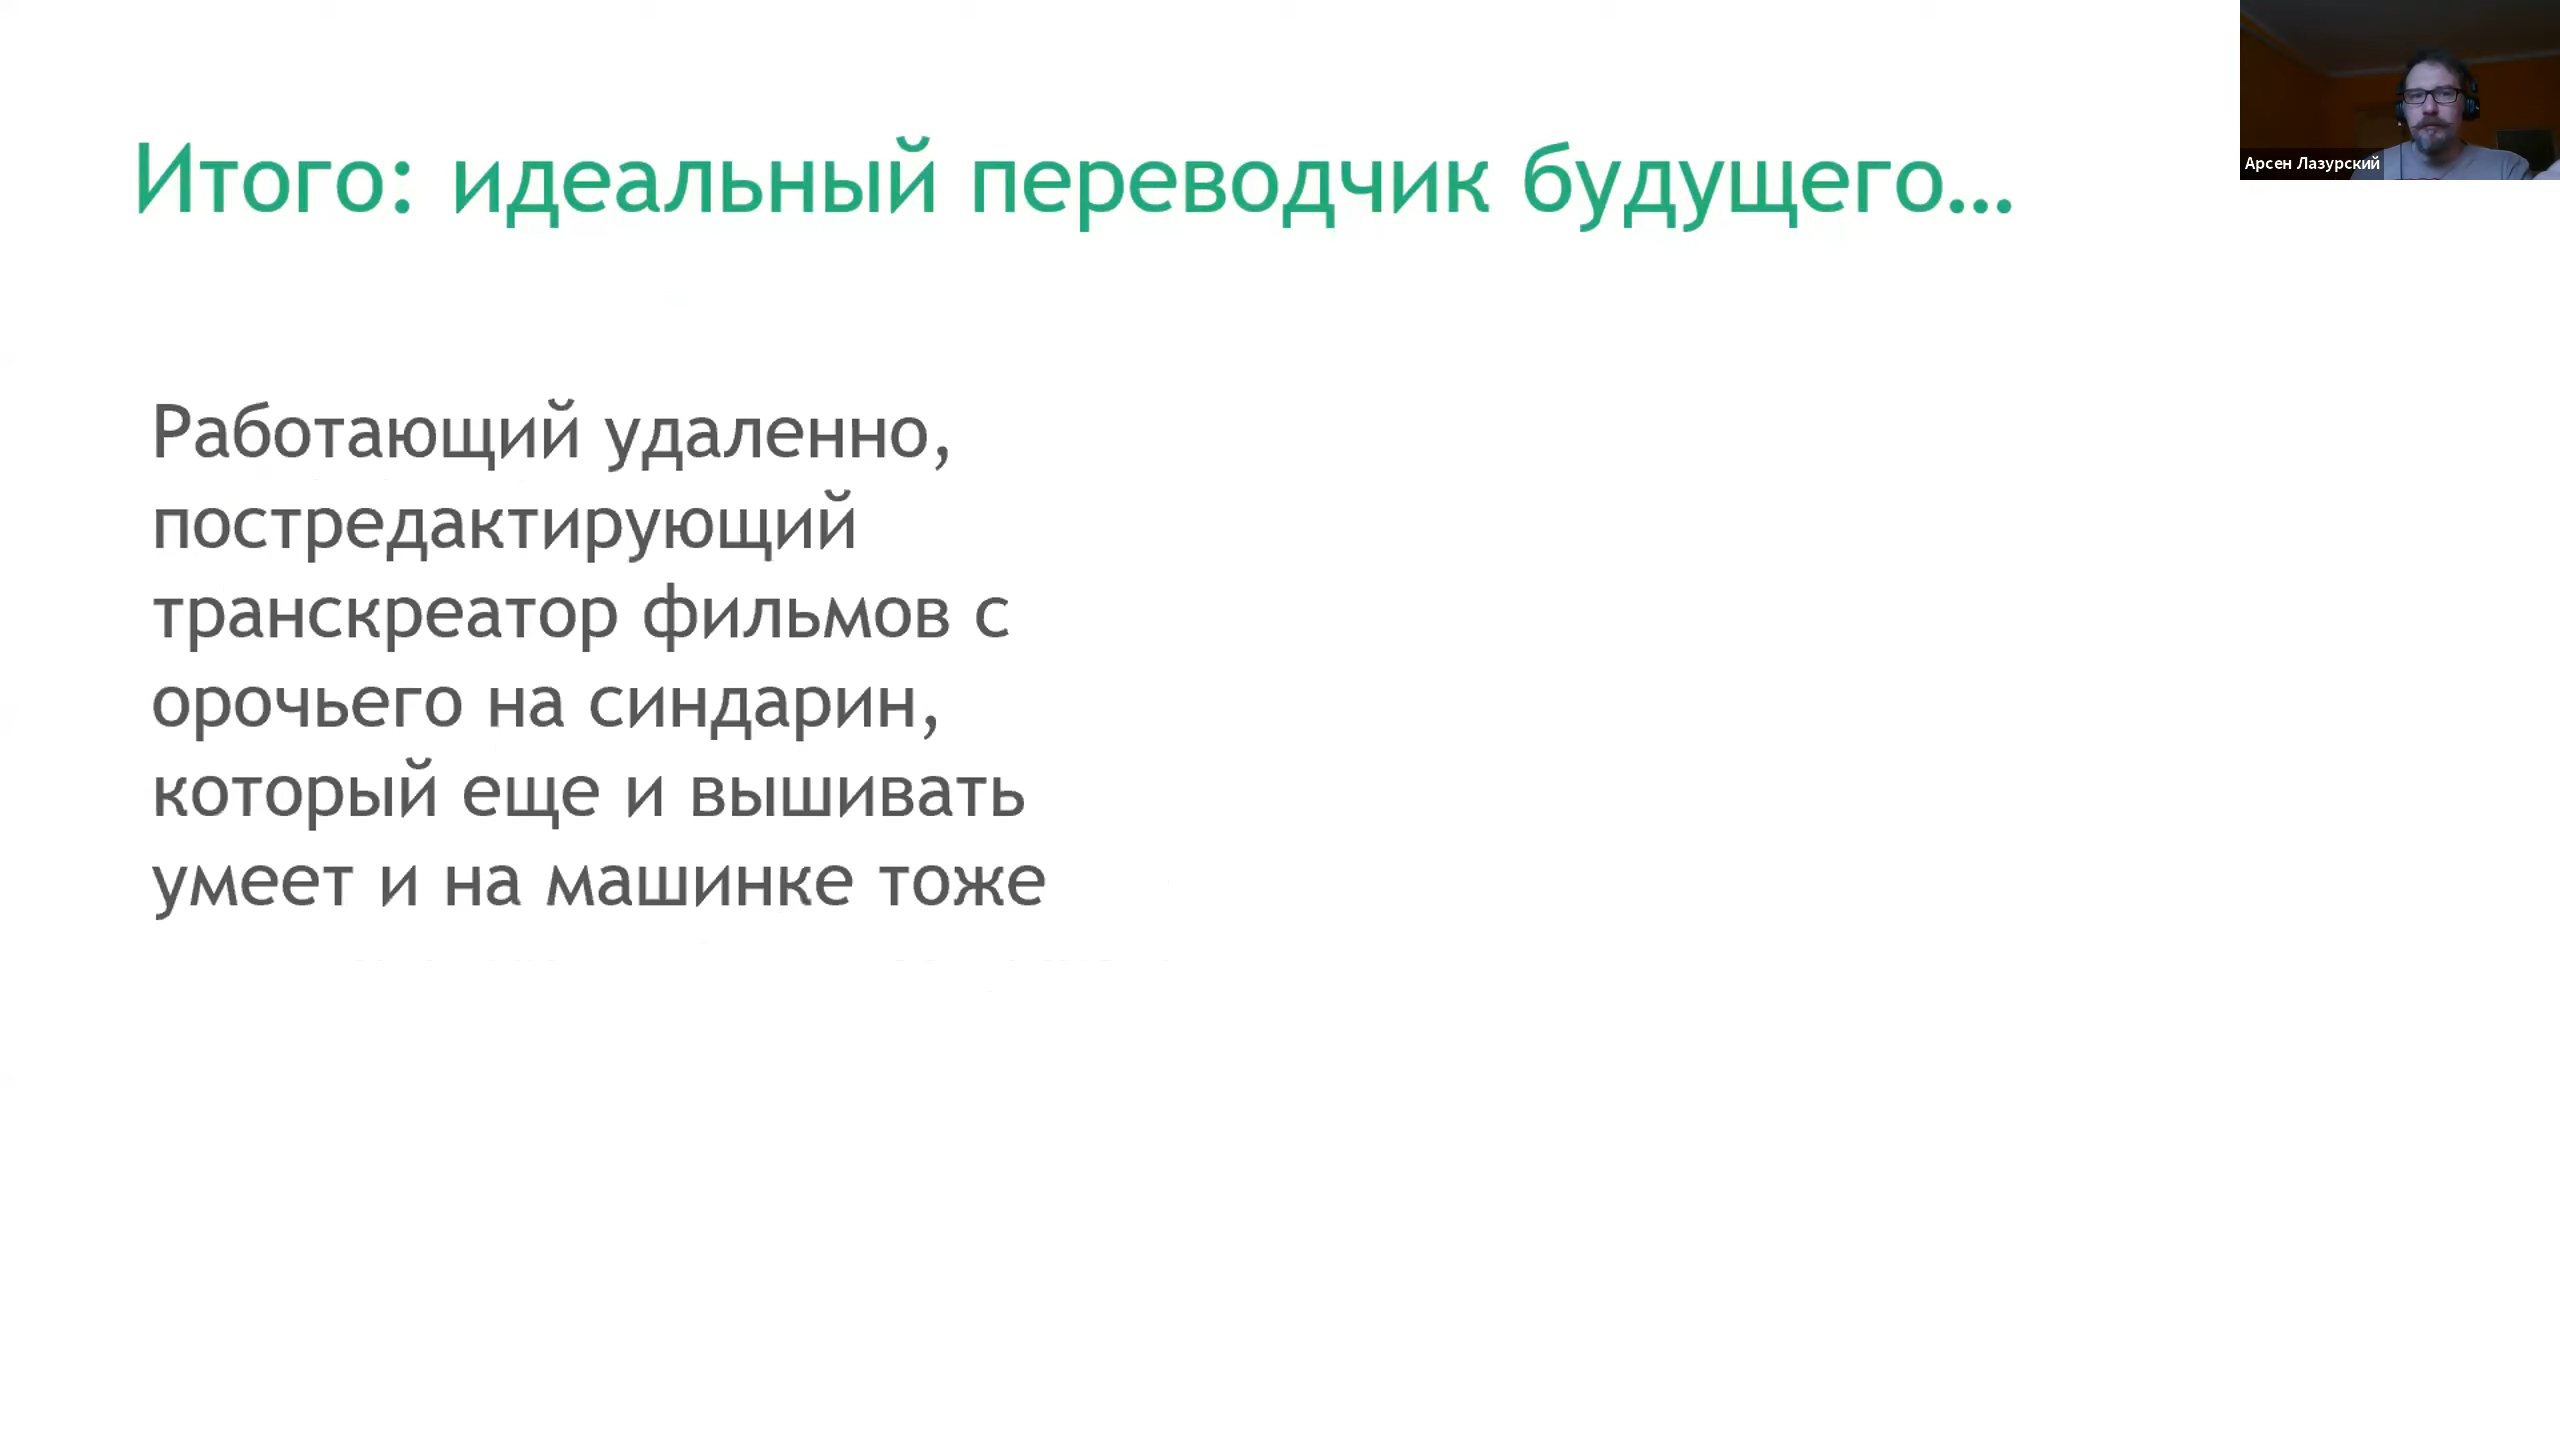 Итого: идеальный переводчик будущего…
Арсен Лазурский
Работающий удаленно,
постредактирующий
транскреатор фильмов с
орочьего на синдарин,
который еще и вышивать
умеет и на машинке тоже